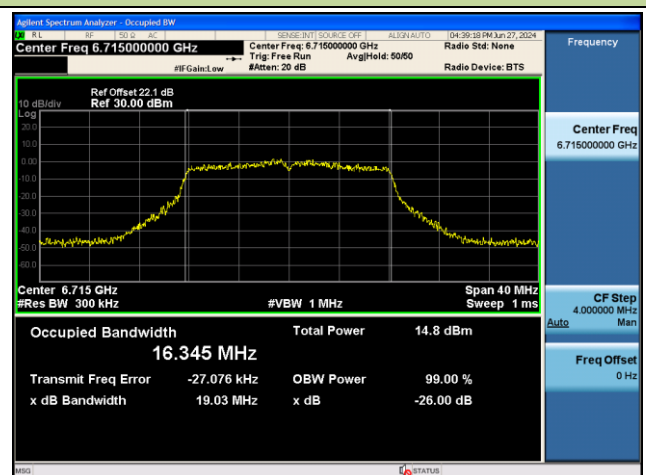 Agilent Spectrum Analyzer - Occupied BW
RL RF 50 Ω AC SENSE:INT SOURCE OFF ALIGN AUTO 04:39:18 PM Jun 27, 2024
Center Freq 6.715000000 GHz Center Freq: 6.715000000 GHz Radio Std: None Frequency
Trig: Free Run Avg|Hold: 50/50
#IFGain:Low #Atten: 20 dB Radio Device: BTS
Ref Offset 22.1 dB
10 dB/div Ref 30.00 dBm
Log
20.0
10.0
0.00
-10.0
-20.0
-30.0
-40.0
-50.0
-60.0
Center Freq
6.715000000 GHz
Center 6.715 GHz Span 40 MHz
#Res BW 300 kHz #VBW 1 MHz Sweep 1 ms
CF Step
4.000000 MHz
Auto Man
Occupied Bandwidth Total Power 14.8 dBm
16.345 MHz
Transmit Freq Error -27.076 kHz OBW Power 99.00 %
x dB Bandwidth 19.03 MHz x dB -26.00 dB
Freq Offset
0 Hz
MSG STATUS